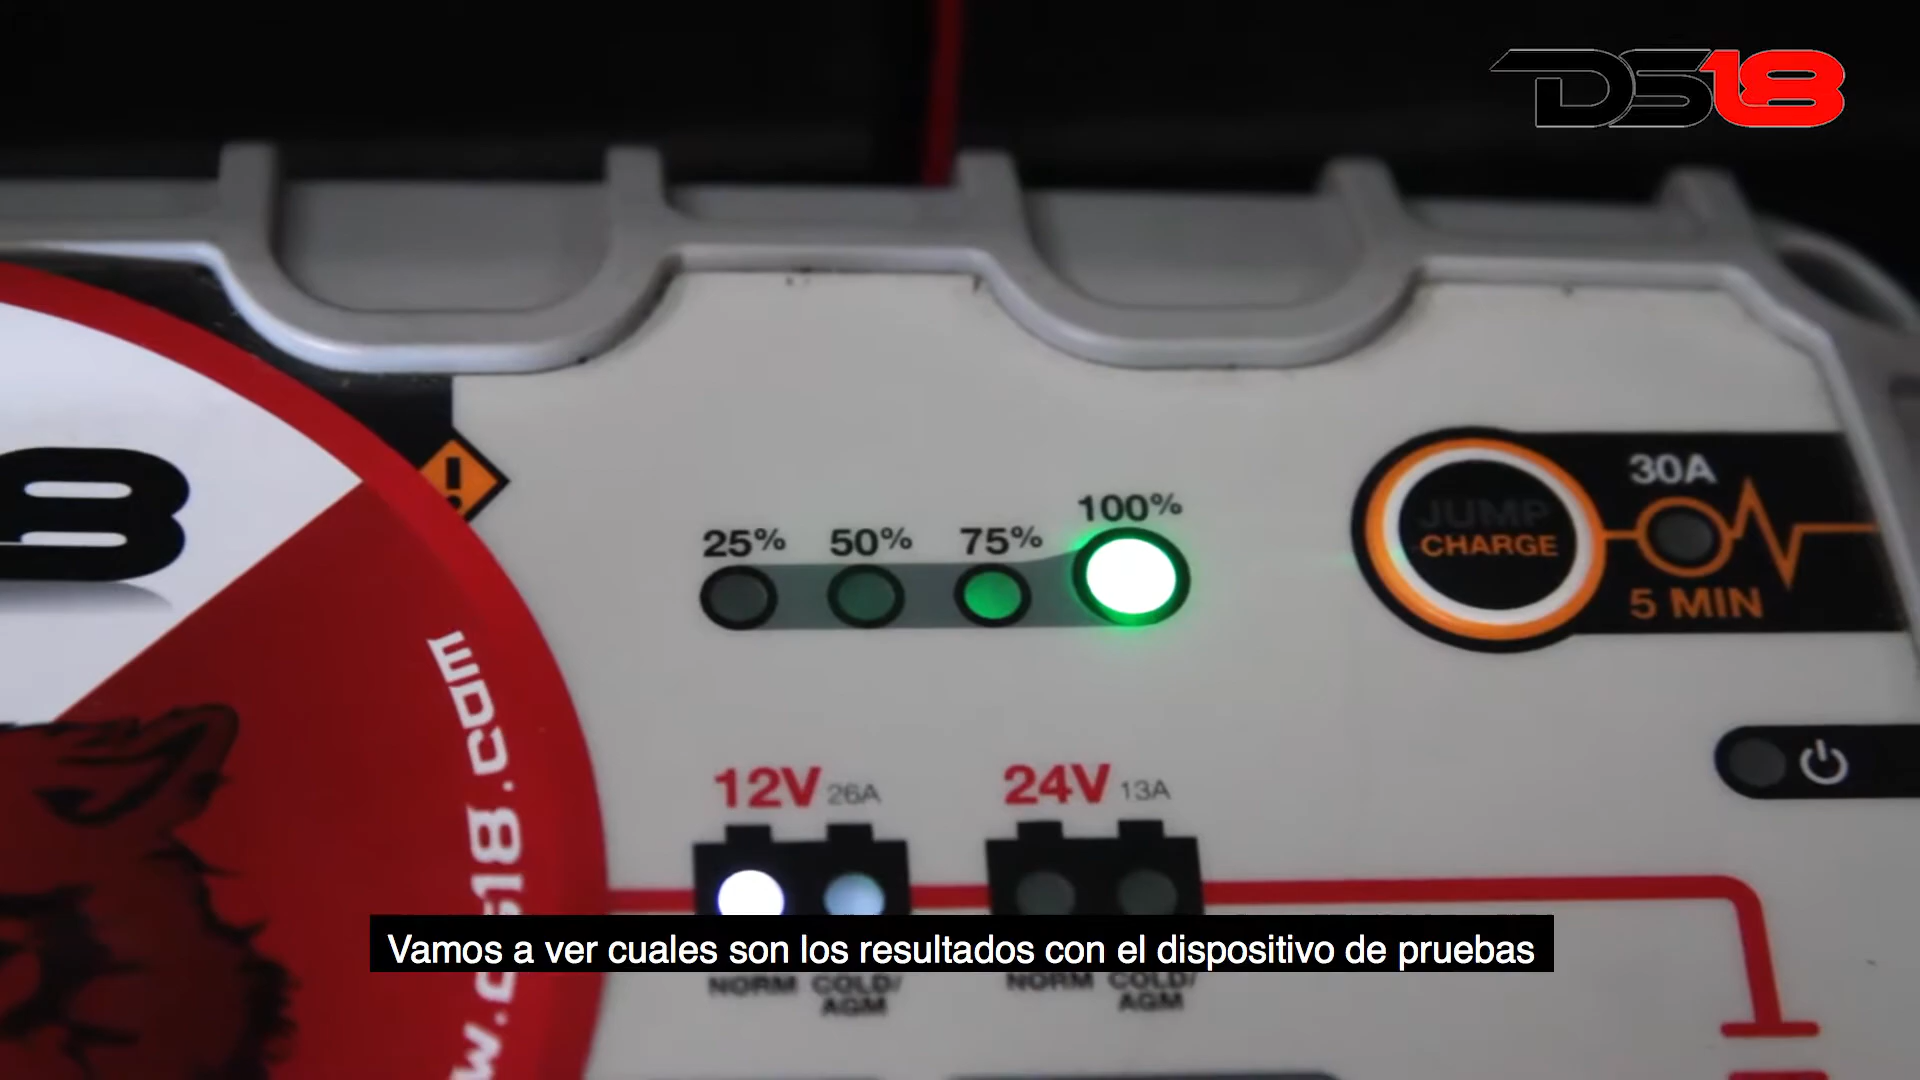 DS18
8
!
25% 50% 75% 100%
JUMP
CHARGE
30A
5 MIN
12V 26A
24V 13A
Vamos a ver cuales son los resultados con el dispositivo de pruebas
NORM COLD/
AGM
NORM COLD/
AGM
www.ds18.com